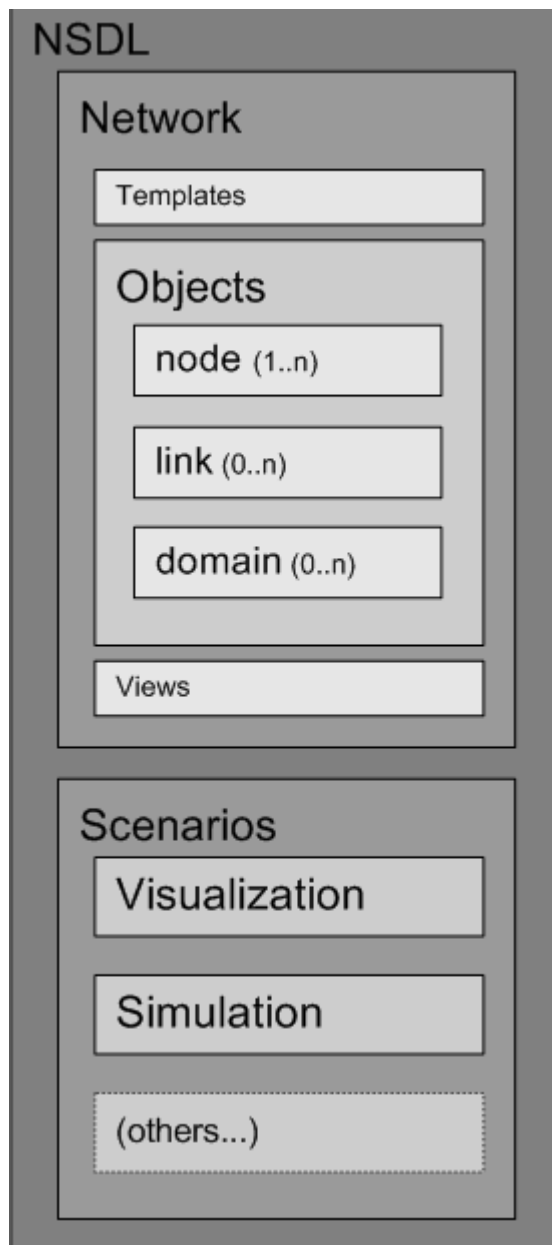 NSDL
Network
Templates
Objects
node (1..n)
link (0..n)
domain (0..n)
Views
Scenarios
Visualization
Simulation
(others...)